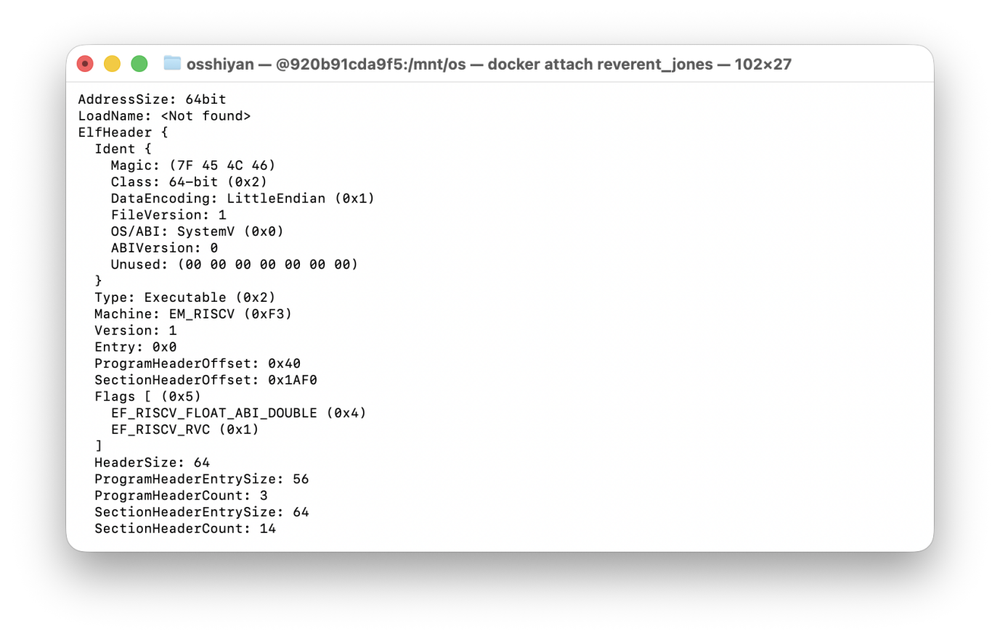 osshiyan — @920b91cda9f5:/mnt/os — docker attach reverent_jones — 102×27
AddressSize: 64bit
LoadName: <Not found>
ElfHeader {
  Ident {
    Magic: (7F 45 4C 46)
    Class: 64-bit (0x2)
    DataEncoding: LittleEndian (0x1)
    FileVersion: 1
    OS/ABI: SystemV (0x0)
    ABIVersion: 0
    Unused: (00 00 00 00 00 00 00)
  }
  Type: Executable (0x2)
  Machine: EM_RISCV (0xF3)
  Version: 1
  Entry: 0x0
  ProgramHeaderOffset: 0x40
  SectionHeaderOffset: 0x1AF0
  Flags [ (0x5)
    EF_RISCV_FLOAT_ABI_DOUBLE (0x4)
    EF_RISCV_RVC (0x1)
  ]
  HeaderSize: 64
  ProgramHeaderEntrySize: 56
  ProgramHeaderCount: 3
  SectionHeaderEntrySize: 64
  SectionHeaderCount: 14